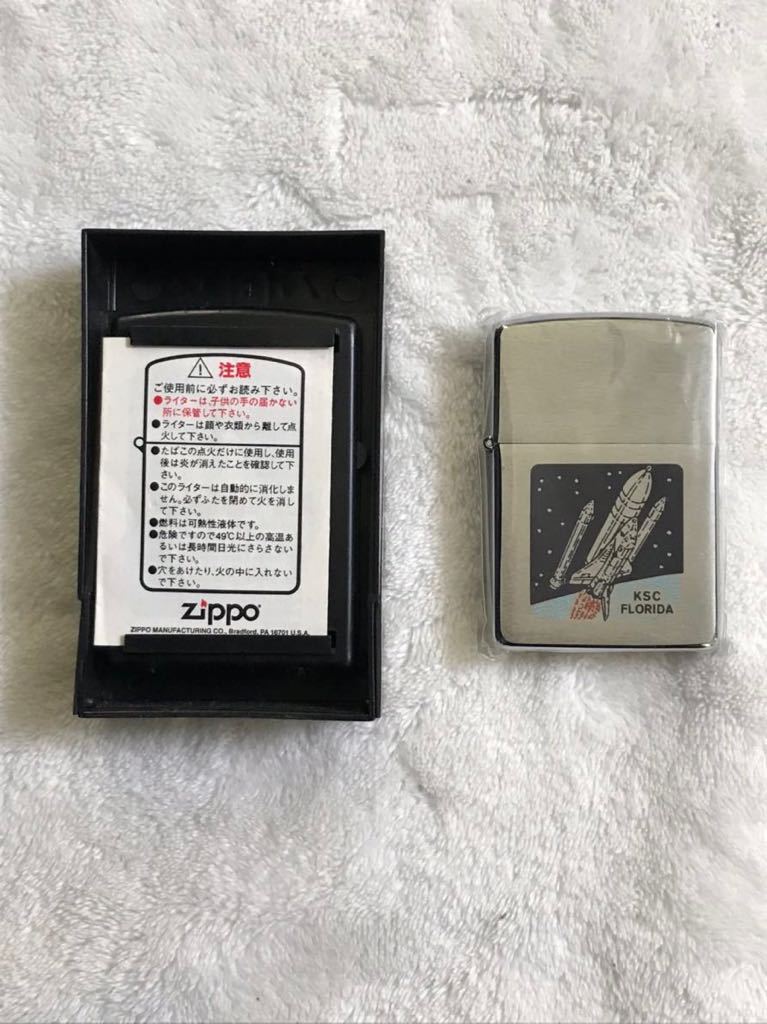 注意
ご使用前に必ずお読み下さい。
●ライターは、子供の手の届かない
所に保管して下さい。
●ライターは顔や衣類から離して点
火して下さい。
●たばこの点火だけに使用し、使用
後は炎が消えたことを確認して下
さい。
●このライターは自動的に消化しま
せん。必ずふたを閉めて火を消し
て下さい。
●燃料は可熱性液体です。
●危険ですので49℃以上の高温あ
るいは長時間日光にさらさない
で下さい。
●穴をあけたり、火の中に入れない
で下さい。
Zippo
ZIPPO MANUFACTURING CO., Bradford, PA 16701 U.S.A.
KSC
FLORIDA